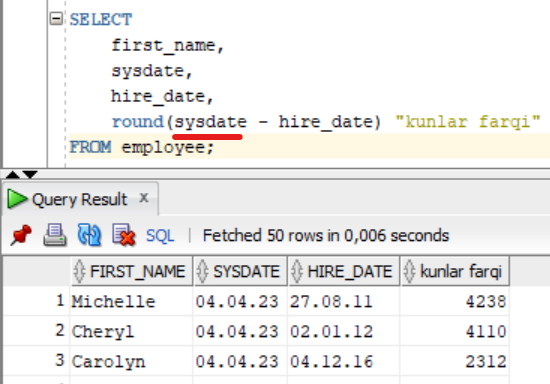 SELECT
first_name,
sysdate,
hire_date,
round(sysdate - hire_date) "kunlar farqi"
FROM employee;
Query Result x
SQL | Fetched 50 rows in 0,006 seconds
FIRST_NAME SYSDATE HIRE_DATE kunlar farqi
1 Michelle 04.04.23 27.08.11 4238
2 Cheryl 04.04.23 02.01.12 4110
3 Carolyn 04.04.23 04.12.16 2312